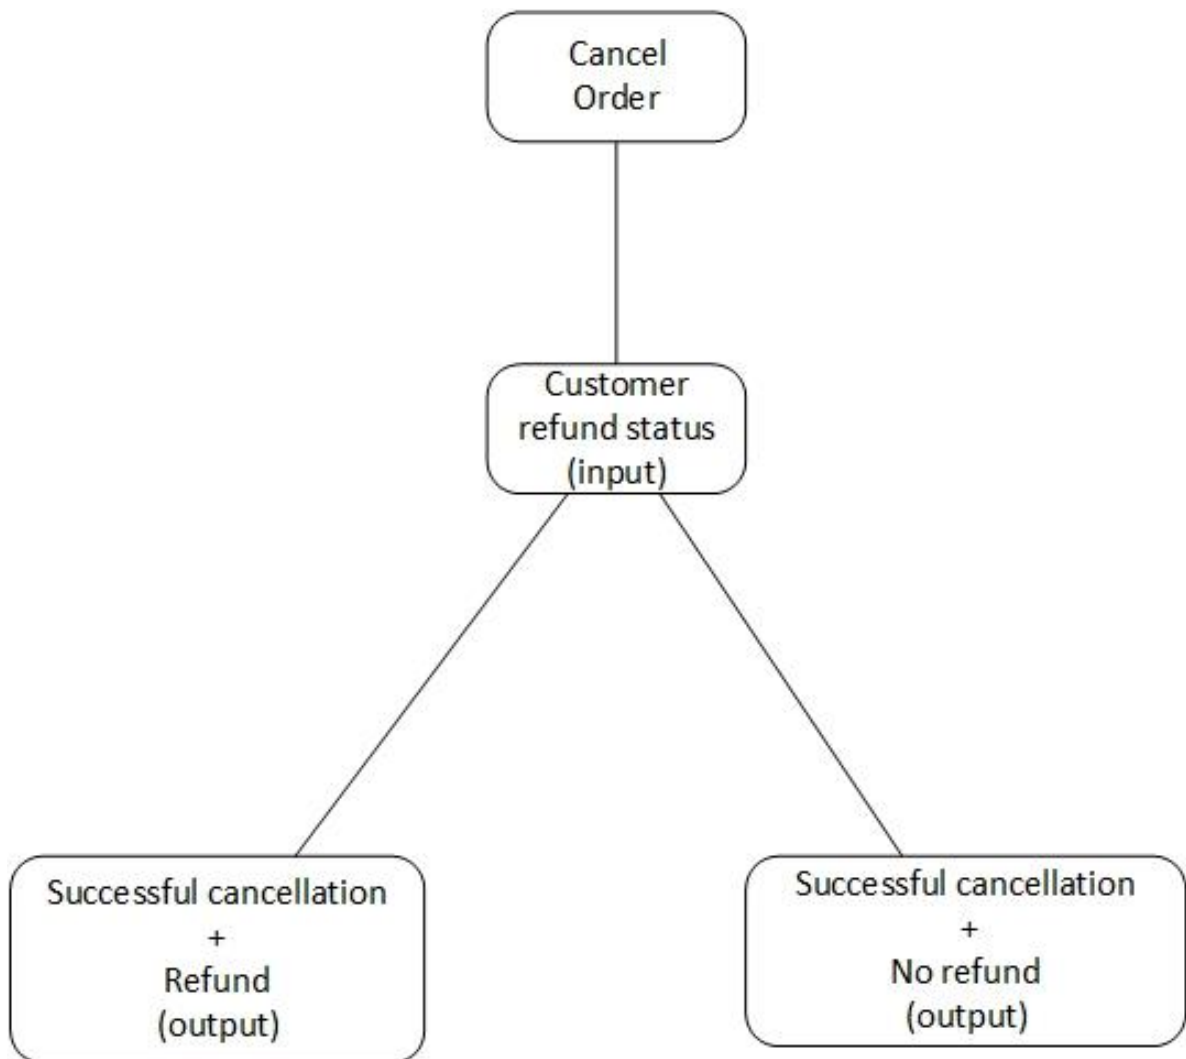 Cancel
Order
Customer
refund status
(input)
Successful cancellation
+
Refund
(output)
Successful cancellation
+
No refund
(output)